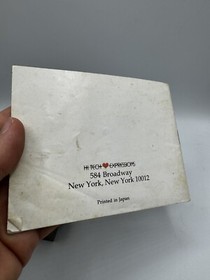 HI TECH EXPRESSIONS
584 Broadway
New York, New York 10012
Printed in Japan